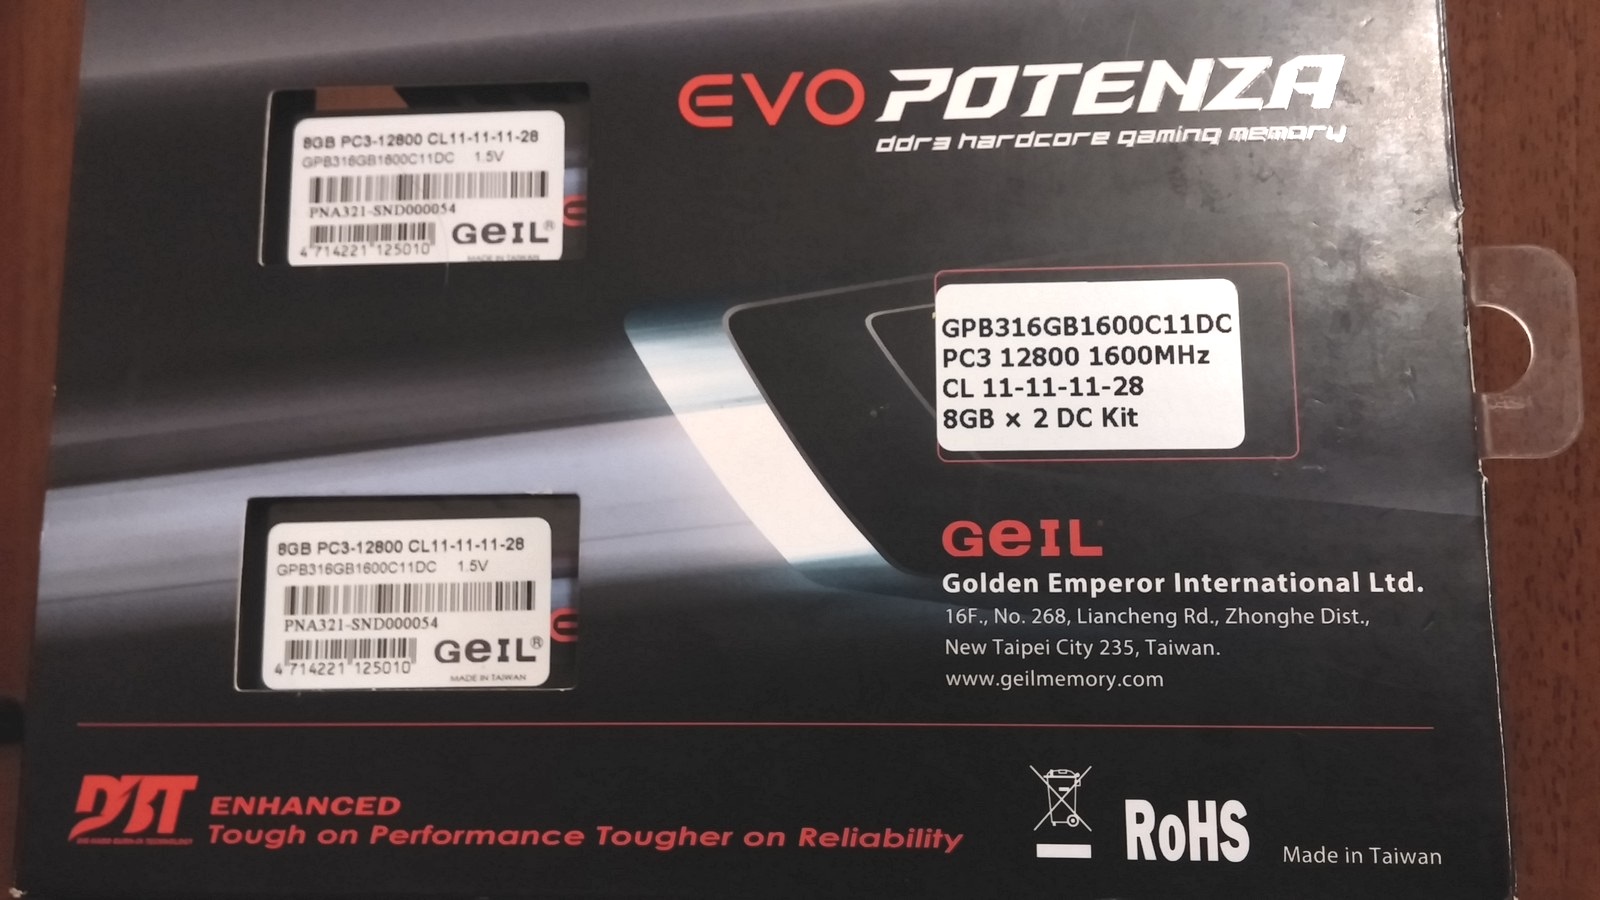 EVO POTENZA
DDR3 HARDCORE GAMING MEMORY
8GB PC3-12800 CL11-11-11-28
GPB316GB1600C11DC 1.5V
PNA321-SND000054
4 714221 125010
GeIL®
MADE IN TAIWAN
GPB316GB1600C11DC
PC3 12800 1600MHz
CL 11-11-11-28
8GB × 2 DC Kit
8GB PC3-12800 CL11-11-11-28
GPB316GB1600C11DC 1.5V
PNA321-SND000054
4 714221 125010
GeIL®
MADE IN TAIWAN
GeIL
Golden Emperor International Ltd.
16F., No. 268, Liancheng Rd., Zhonghe Dist.,
New Taipei City 235, Taiwan.
www.geilmemory.com
DBT ENHANCED
Tough on Performance Tougher on Reliability
RoHS
Made in Taiwan